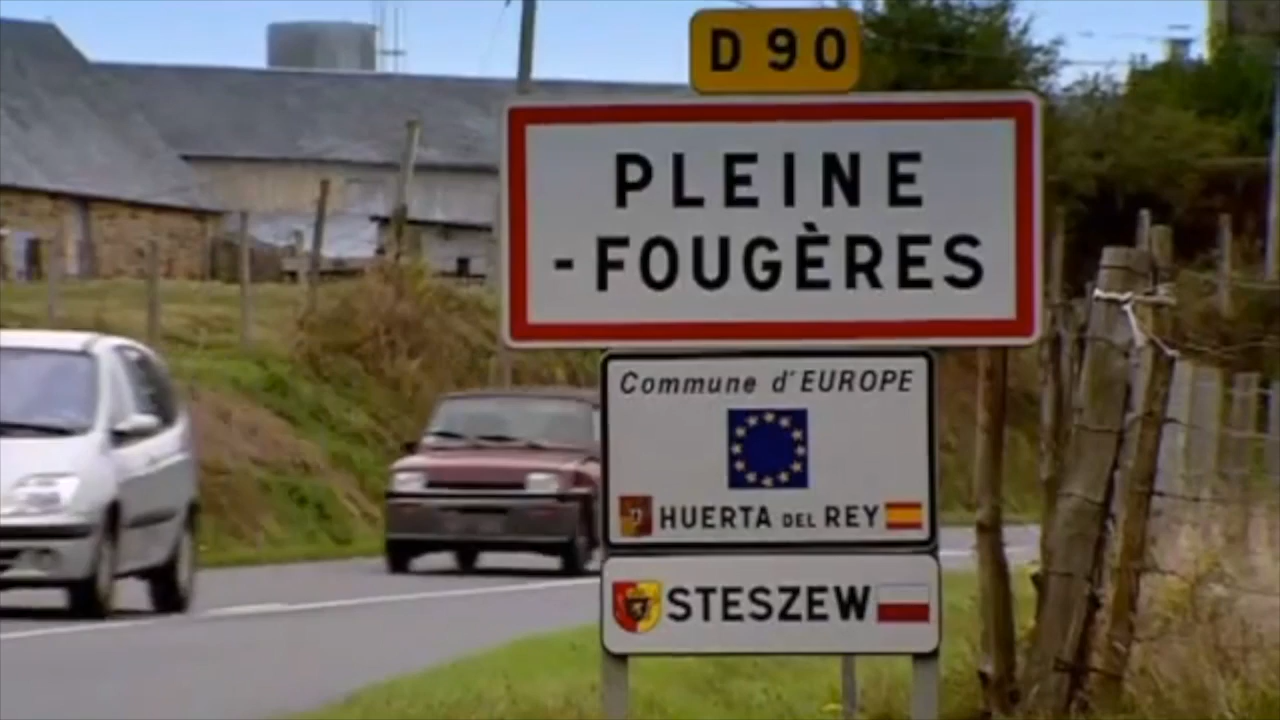 D 90
PLEINE
-FOUGÈRES
Commune d'EUROPE
HUERTA DEL REY
STESZEW